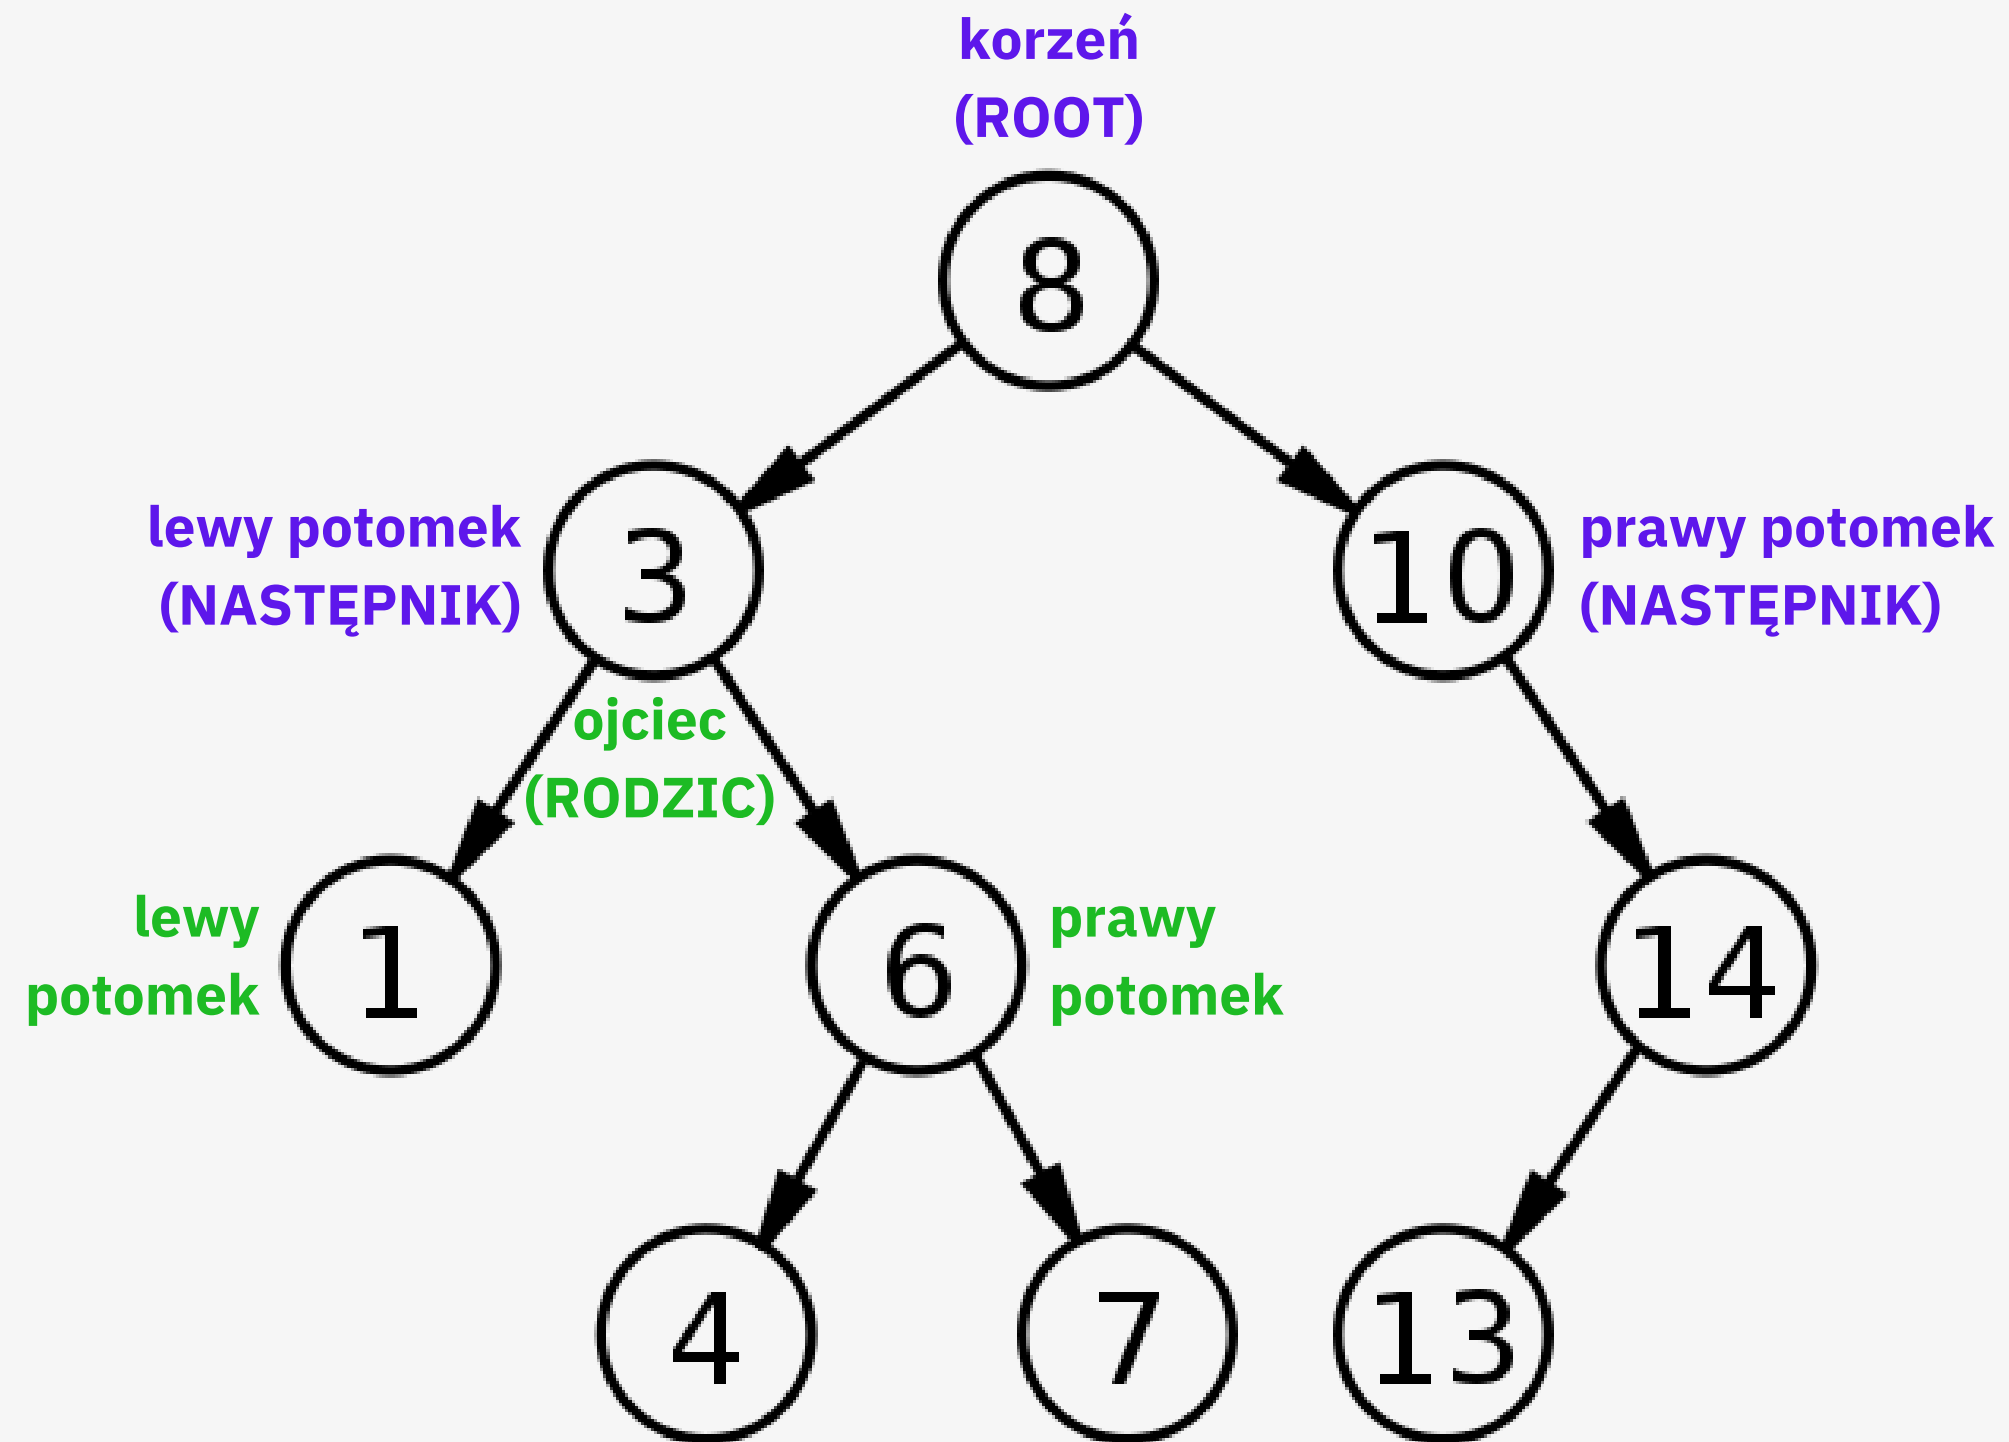 korzeń
(ROOT)
8
lewy potomek
(NASTĘPNIK)
3
10
prawy potomek
(NASTĘPNIK)
ojciec
(RODZIC)
lewy
potomek
1
6
prawy
potomek
14
4
7
13